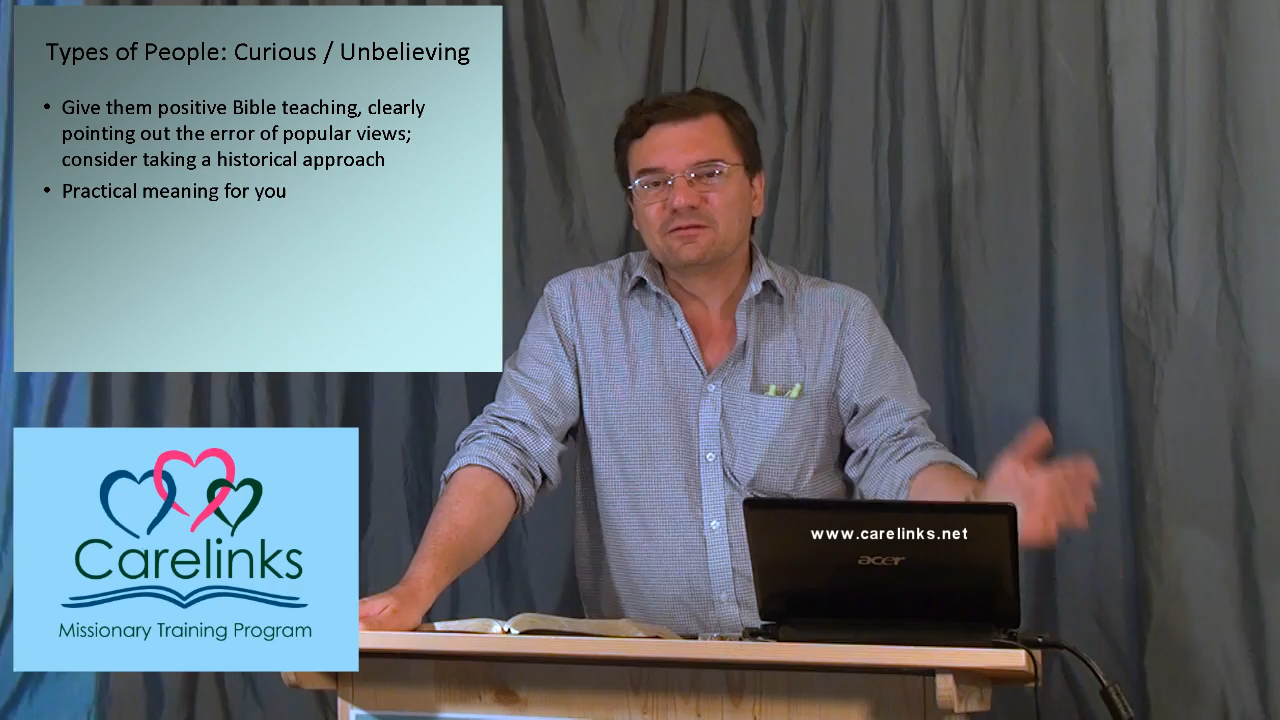 Types of People: Curious / Unbelieving
• Give them positive Bible teaching, clearly
pointing out the error of popular views;
consider taking a historical approach
• Practical meaning for you
Carelinks
Missionary Training Program
www.carelinks.net
acer